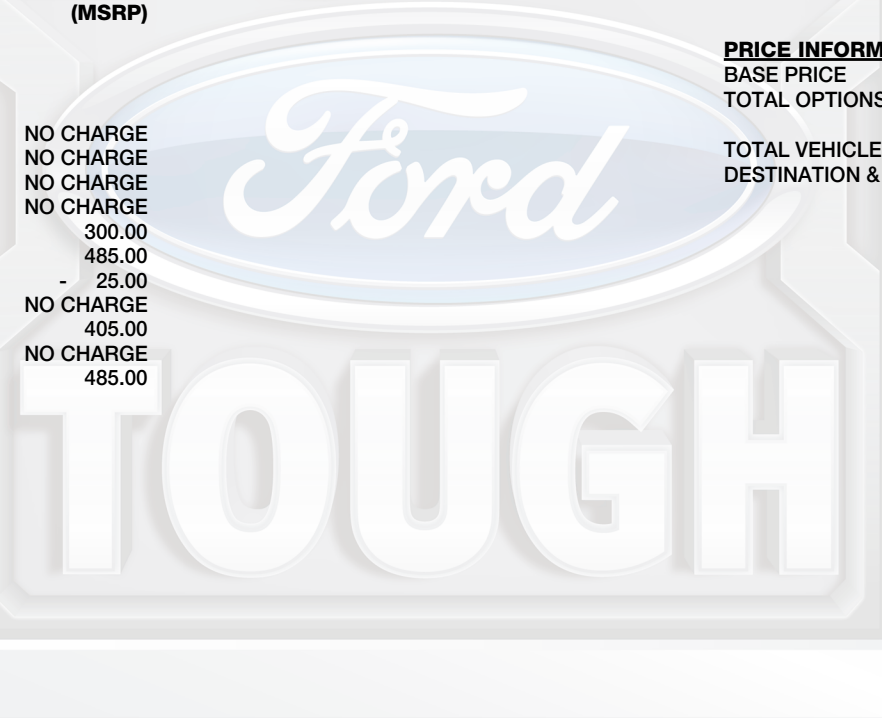 (MSRP)
NO CHARGE
NO CHARGE
NO CHARGE
NO CHARGE
300.00
485.00
- 25.00
NO CHARGE
405.00
NO CHARGE
485.00
PRICE INFORM
BASE PRICE
TOTAL OPTIONS
TOTAL VEHICLE
DESTINATION &
Ford
TOUGH